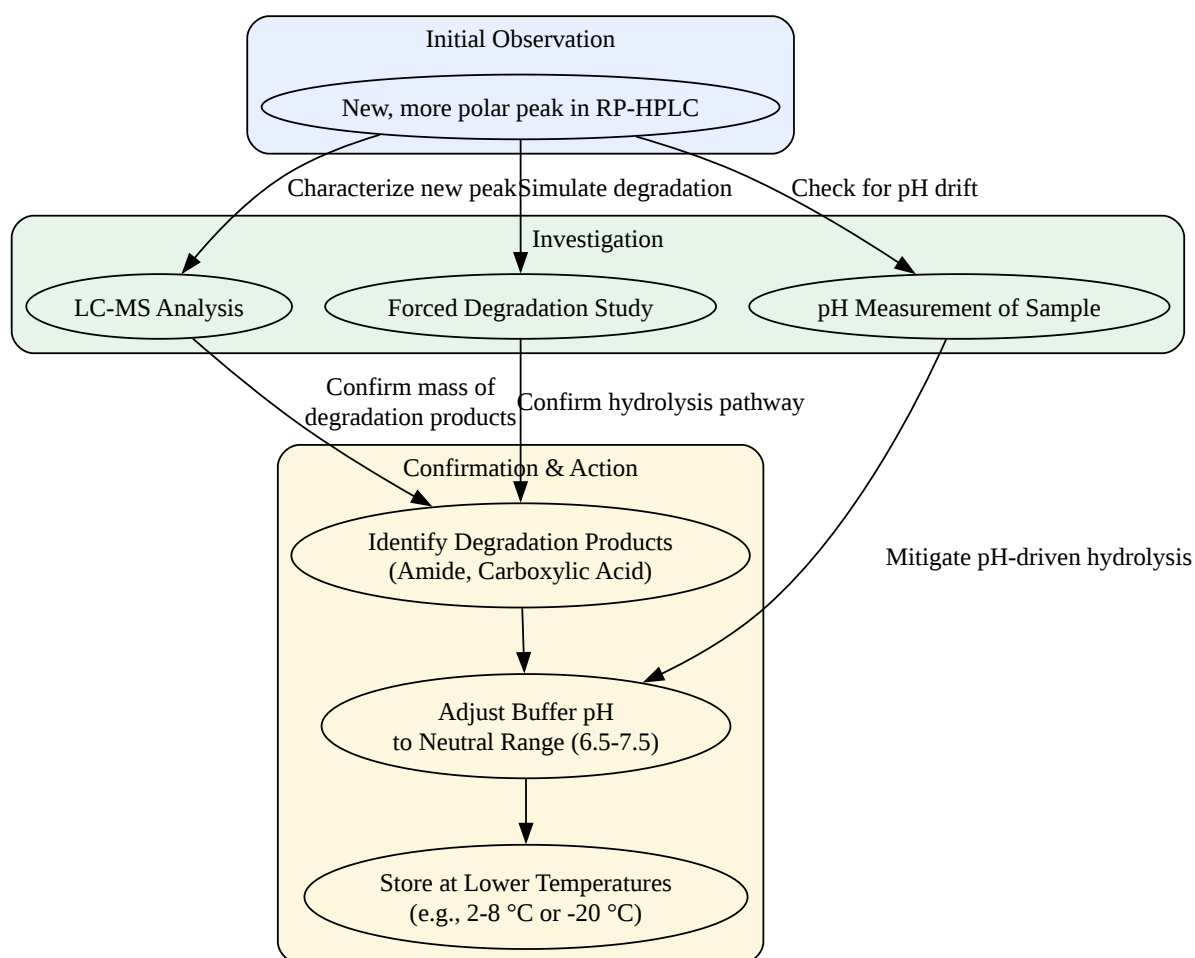 Initial Observation
New, more polar peak in RP-HPLC
Characterize new peak
Simulate degradation
Check for pH drift
Investigation
LC-MS Analysis
Forced Degradation Study
pH Measurement of Sample
Confirm mass of
degradation products
Confirm hydrolysis pathway
Confirmation & Action
Identify Degradation Products
(Amide, Carboxylic Acid)
Mitigate pH-driven hydrolysis
Adjust Buffer pH
to Neutral Range (6.5-7.5)
Store at Lower Temperatures
(e.g., 2-8 °C or -20 °C)